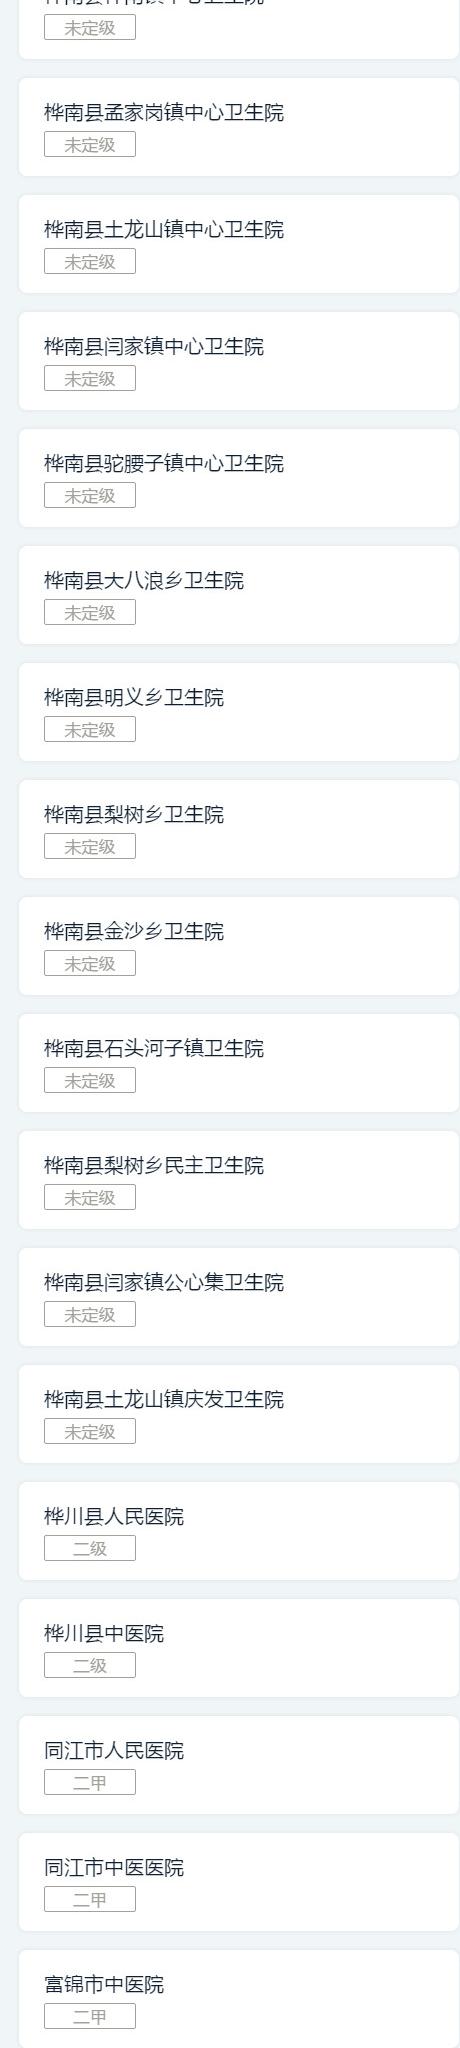 未定级
桦南县孟家岗镇中心卫生院
未定级
桦南县土龙山镇中心卫生院
未定级
桦南县闫家镇中心卫生院
未定级
桦南县驼腰子镇中心卫生院
未定级
桦南县大八浪乡卫生院
未定级
桦南县明义乡卫生院
未定级
桦南县梨树乡卫生院
未定级
桦南县金沙乡卫生院
未定级
桦南县石头河子镇卫生院
未定级
桦南县梨树乡民主卫生院
未定级
桦南县闫家镇公心集卫生院
未定级
桦南县土龙山镇庆发卫生院
未定级
桦川县人民医院
二级
桦川县中医院
二级
同江市人民医院
二甲
同江市中医医院
二甲
富锦市中医院
二甲